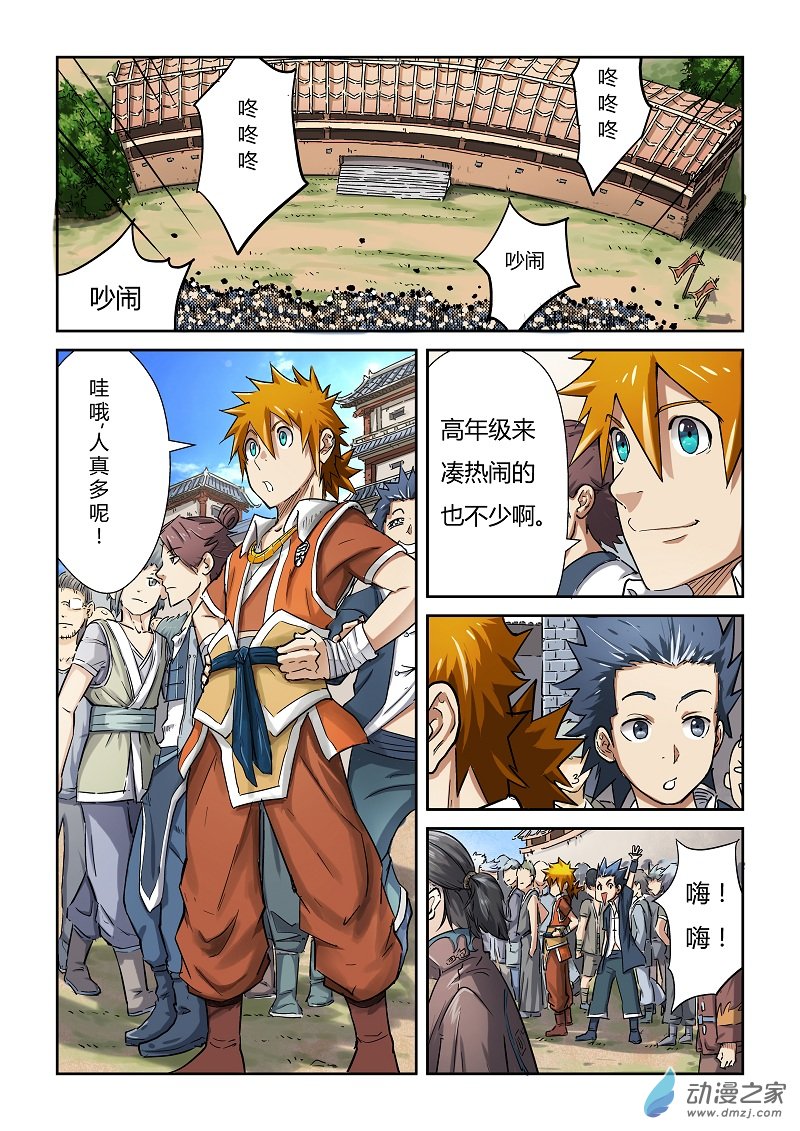 咚咚咚
咚咚咚
吵闹
吵闹
哇哦，人真多呢！
高年级来
凑热闹的
也不少啊。
嗨！
嗨！
动漫之家
www.dmzj.com